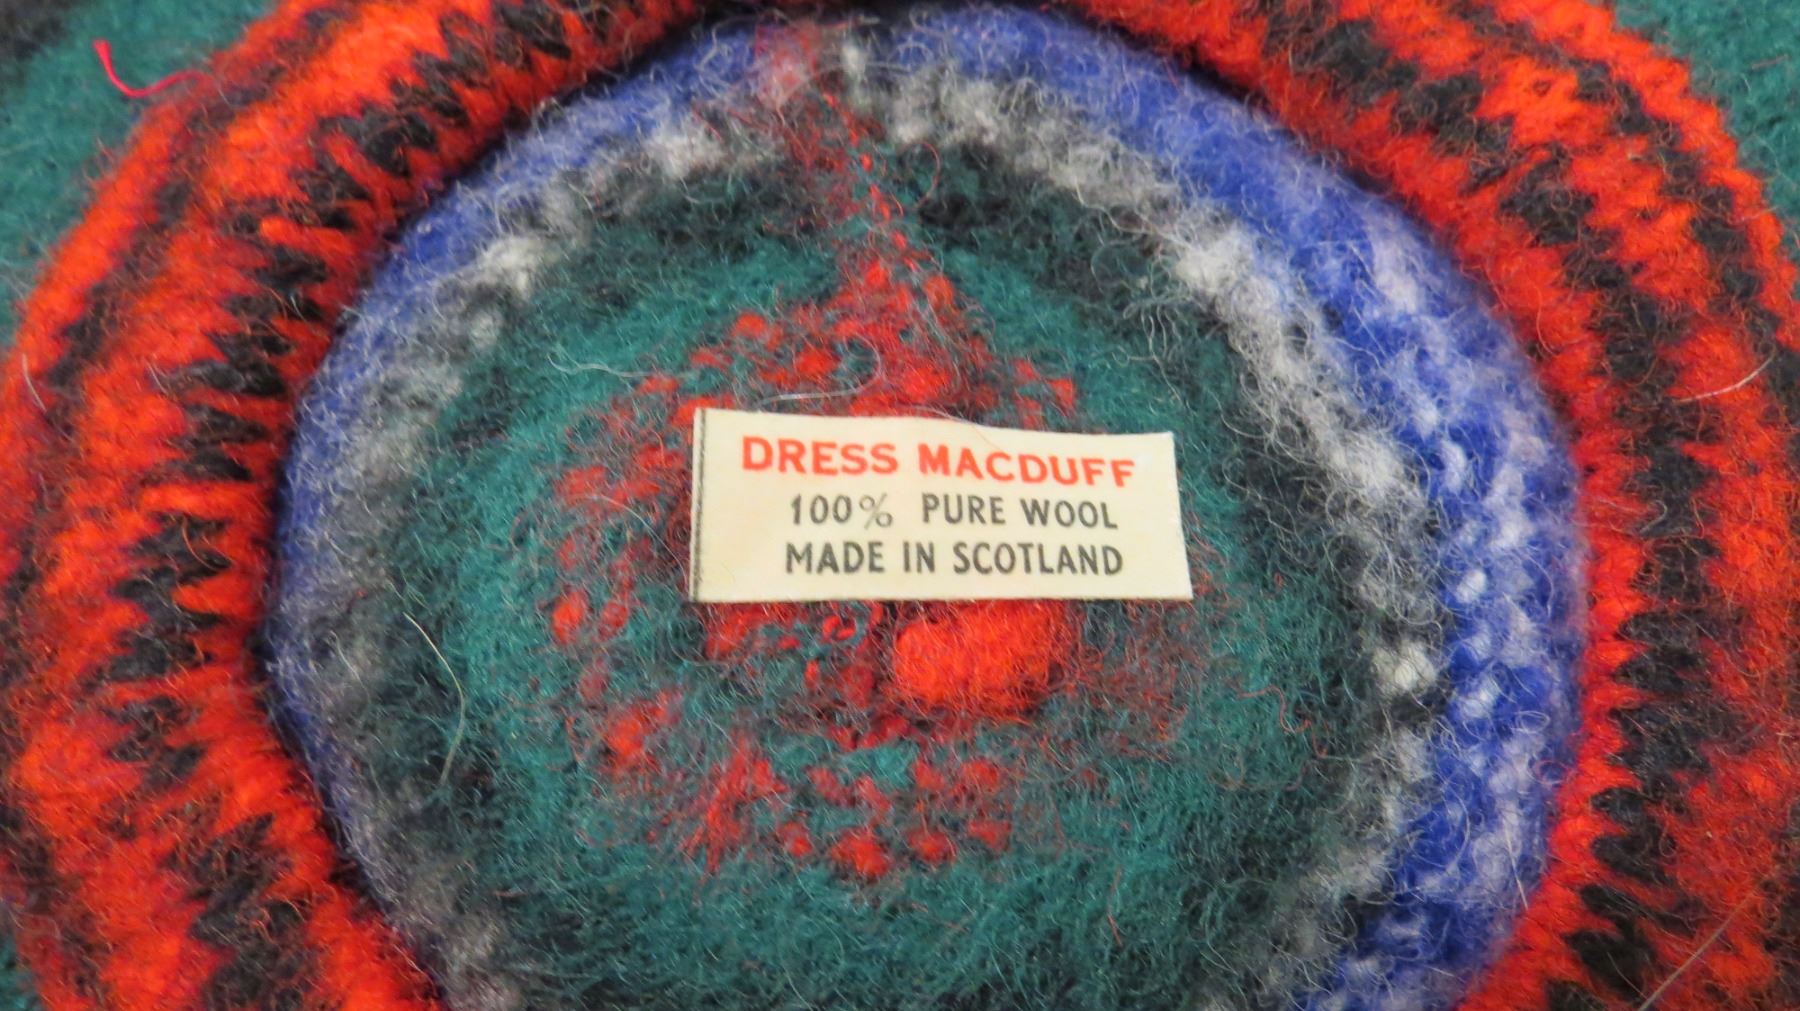 DRESS MACDUFF
100% PURE WOOL
MADE IN SCOTLAND